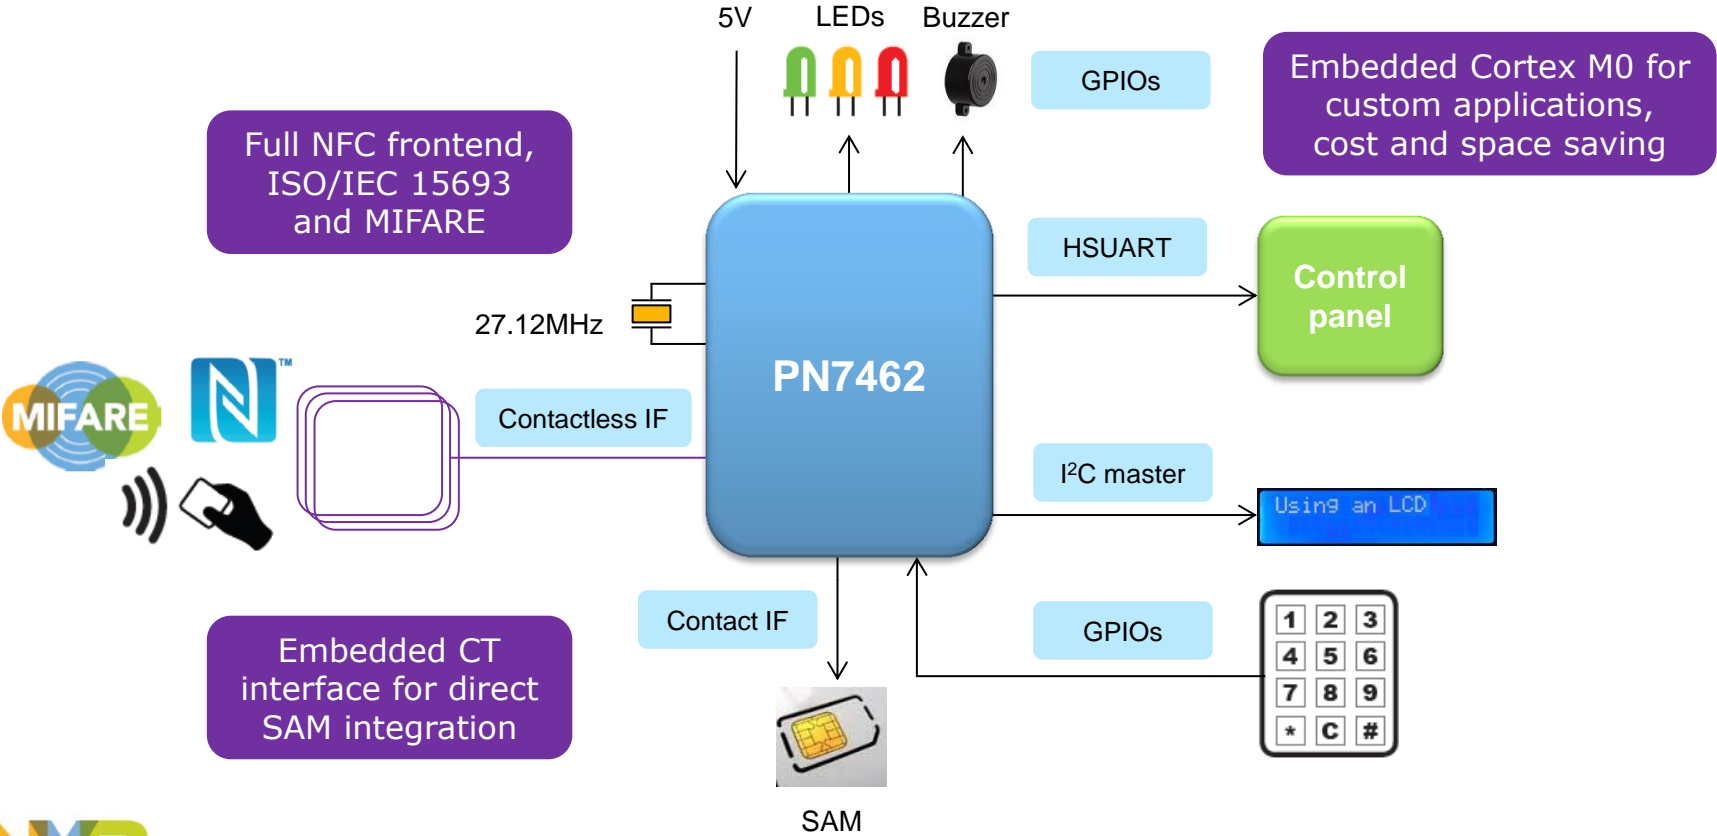 5V
LEDs
Buzzer
GPIOs
Embedded Cortex M0 for
custom applications,
cost and space saving
Full NFC frontend,
ISO/IEC 15693
and MIFARE
HSUART
Control
panel
27.12MHz
PN7462
MIFARE
N™
Contactless IF
I²C master
Using an LCD
Contact IF
GPIOs
1 2 3
4 5 6
7 8 9
* C #
Embedded CT
interface for direct
SAM integration
SAM